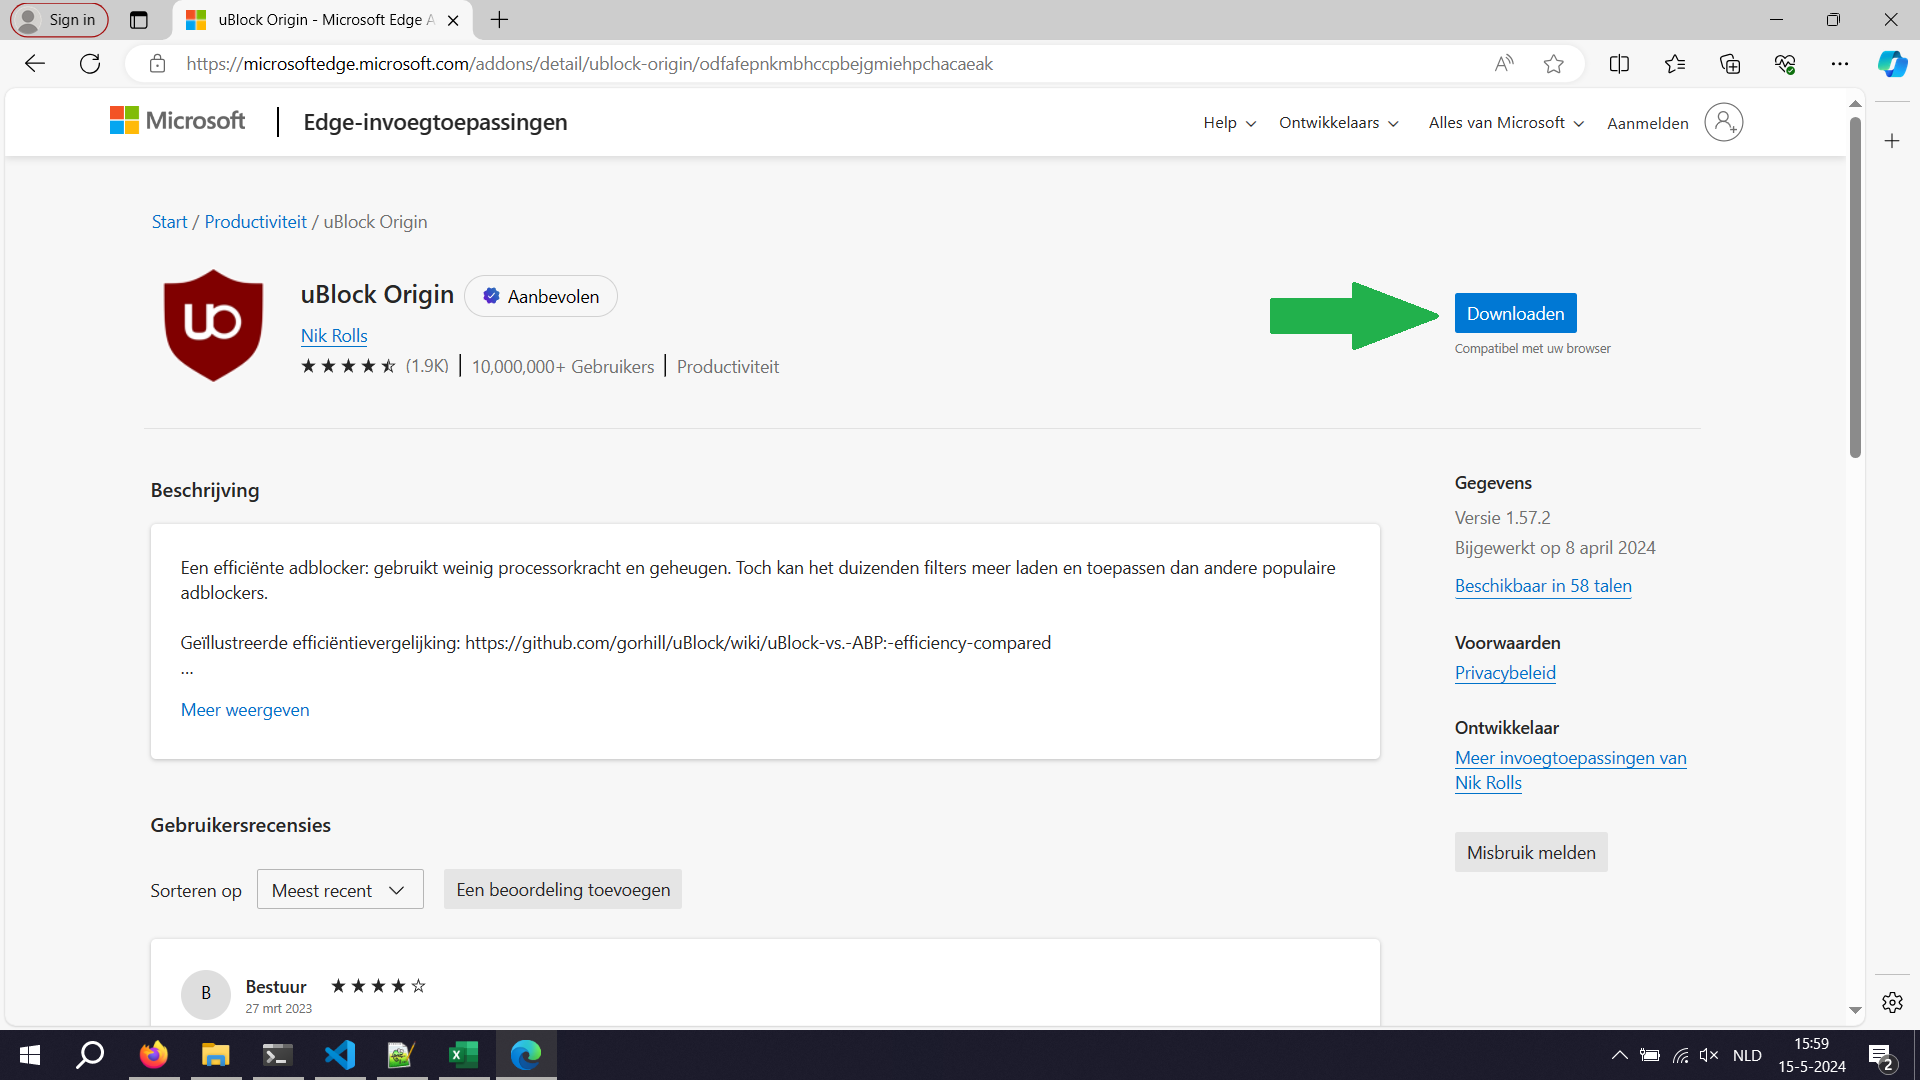 Sign in
uBlock Origin - Microsoft Edge A
https://microsoftedge.microsoft.com/addons/detail/ublock-origin/odfafepnkmbhccpbejgmiehpchacaeak
Microsoft
Edge-invoegtoepassingen
Help
Ontwikkelaars
Alles van Microsoft
Aanmelden
Start / Productiviteit / uBlock Origin
uBlock Origin
Aanbevolen
Nik Rolls
(1.9K)
10,000,000+ Gebruikers
Productiviteit
Downloaden
Compatibel met uw browser
Beschrijving
Een efficiënte adblocker: gebruikt weinig processorkracht en geheugen. Toch kan het duizenden filters meer laden en toepassen dan andere populaire
adblockers.
Geïllustreerde efficiëntievergelijking: https://github.com/gorhill/uBlock/wiki/uBlock-vs.-ABP:-efficiency-compared
...
Meer weergeven
Gegevens
Versie 1.57.2
Bijgewerkt op 8 april 2024
Beschikbaar in 58 talen
Voorwaarden
Privacybeleid
Ontwikkelaar
Meer invoegtoepassingen van
Nik Rolls
Misbruik melden
Gebruikersrecensies
Sorteren op
Meest recent
Een beoordeling toevoegen
B
Bestuur
27 mrt 2023
NLD
15:59
15-5-2024
2